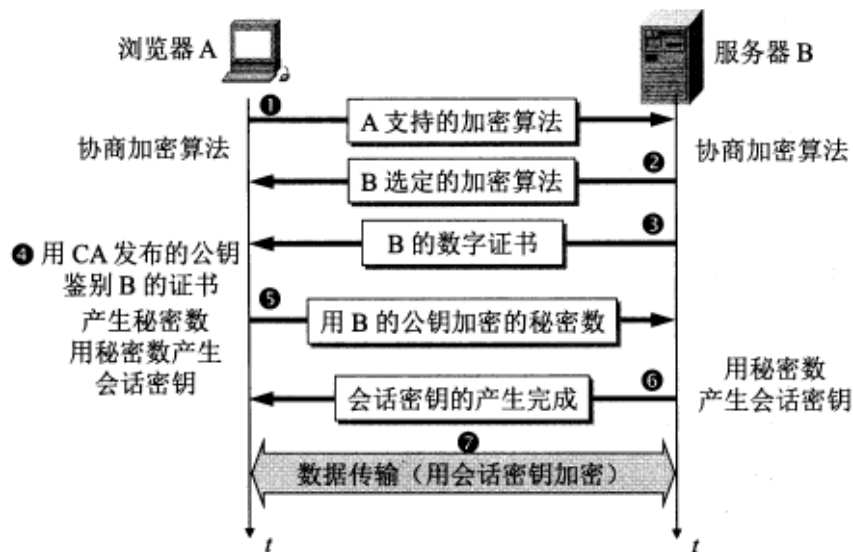 浏览器 A
服务器 B
❶
A 支持的加密算法
协商加密算法
协商加密算法
❷
B 选定的加密算法
❸
B 的数字证书
❹ 用 CA 发布的公钥
鉴别 B 的证书
❺
产生秘密数
用 B 的公钥加密的秘密数
用秘密数产生
会话密钥
❻
会话密钥的产生完成
用秘密数
产生会话密钥
❼
数据传输（用会话密钥加密）
t
t